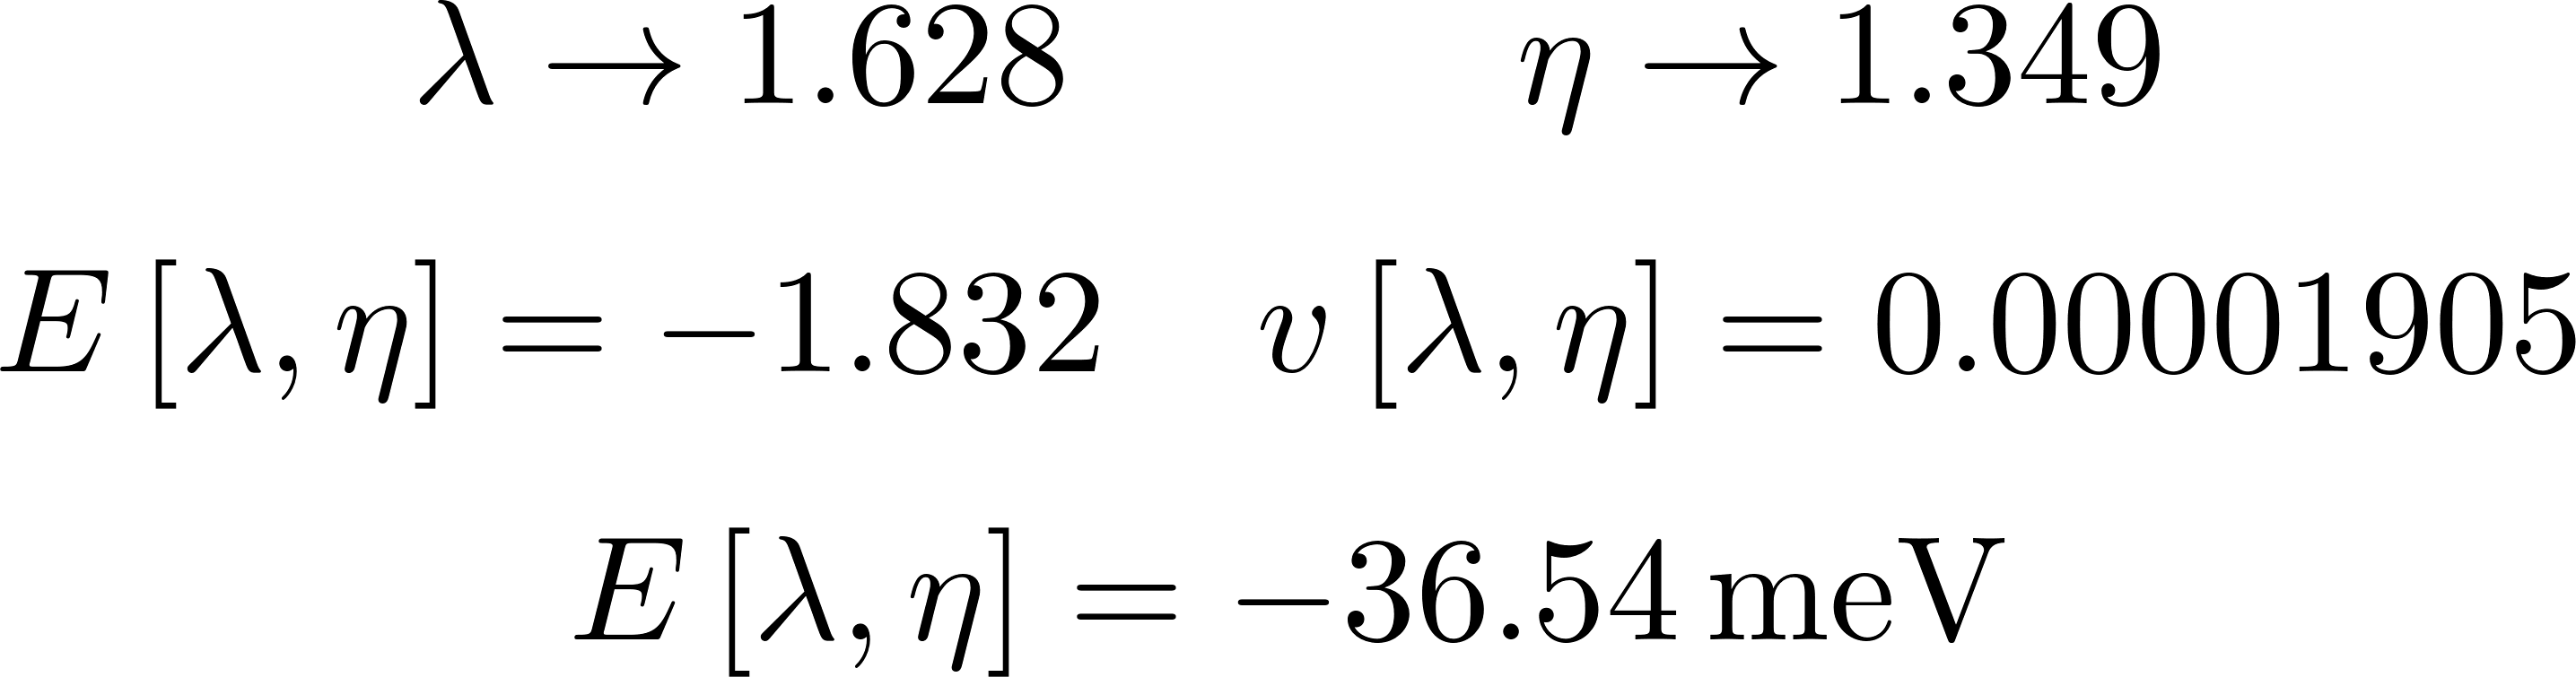 λ → 1.628 η → 1.349
E [λ, η] = −1.832 v [λ, η] = 0.00001905
E [λ, η] = −36.54 meV